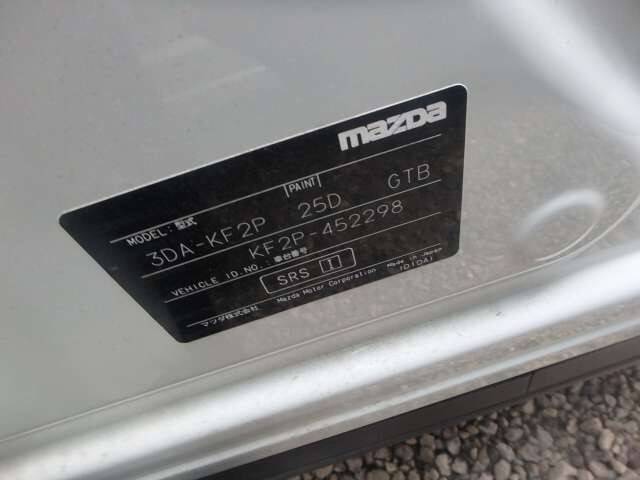 mazda
MODEL: 型式 PAINT
3DA-KF2P 25D GTB
VEHICLE ID.NO.: 車台番号 KF2P-452298
SRS I
マツダ株式会社 Mazda Motor Corporation Made in Japan
ID1DA1